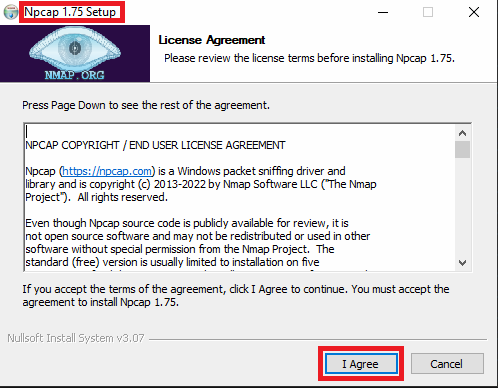 Npcap 1.75 Setup
NMAP.ORG
License Agreement
Please review the license terms before installing Npcap 1.75.
Press Page Down to see the rest of the agreement.
NPCAP COPYRIGHT / END USER LICENSE AGREEMENT
Npcap (https://npcap.com) is a Windows packet sniffing driver and
library and is copyright (c) 2013-2022 by Nmap Software LLC ("The Nmap
Project").  All rights reserved.
Even though Npcap source code is publicly available for review, it is
not open source software and may not be redistributed or used in other
software without special permission from the Nmap Project.  The
standard (free) version is usually limited to installation on five
If you accept the terms of the agreement, click I Agree to continue. You must accept the
agreement to install Npcap 1.75.
Nullsoft Install System v3.07
I Agree
Cancel